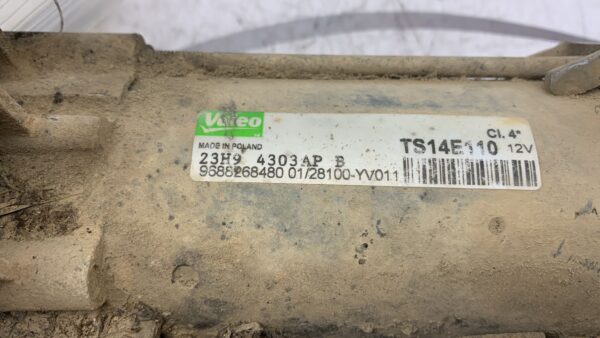 Valeo
MADE IN POLAND
23H9 4303AP B
9688268480 01/28100-YV011
Cl. 4*
TS14E110 12V